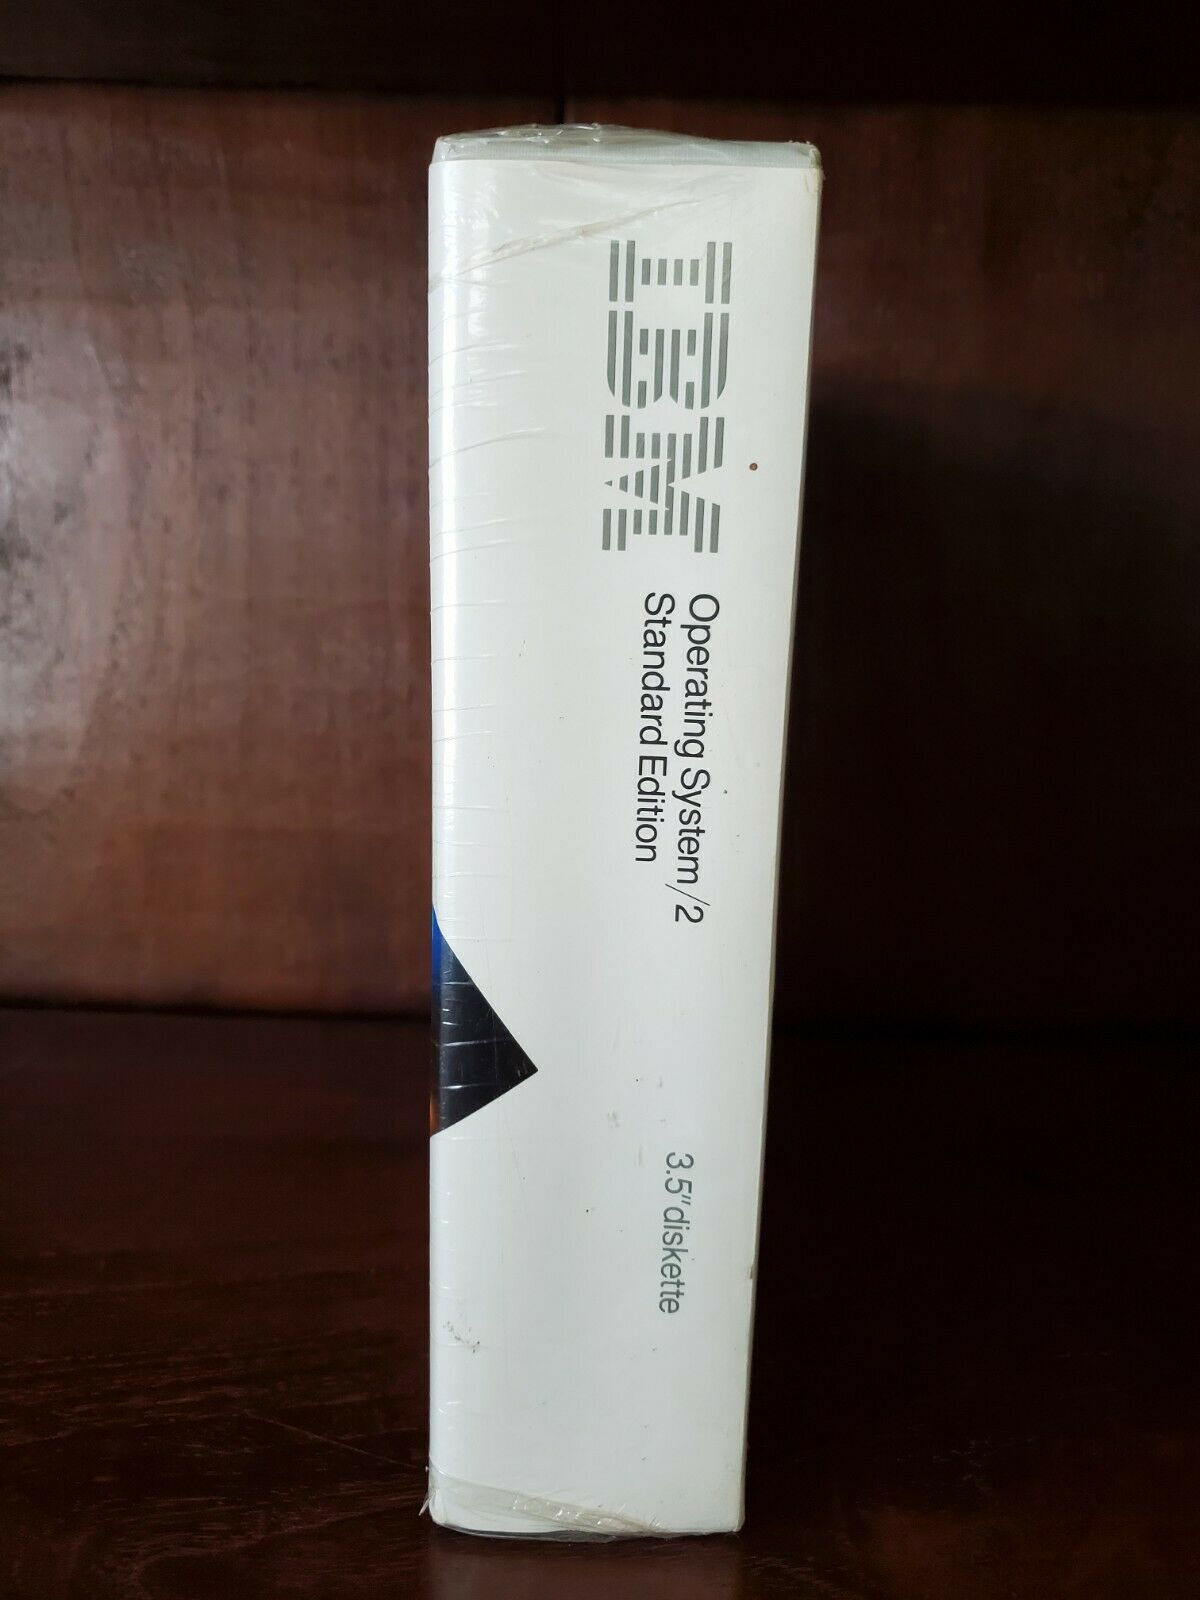 IBM
Operating System/2
Standard Edition
3.5" diskette